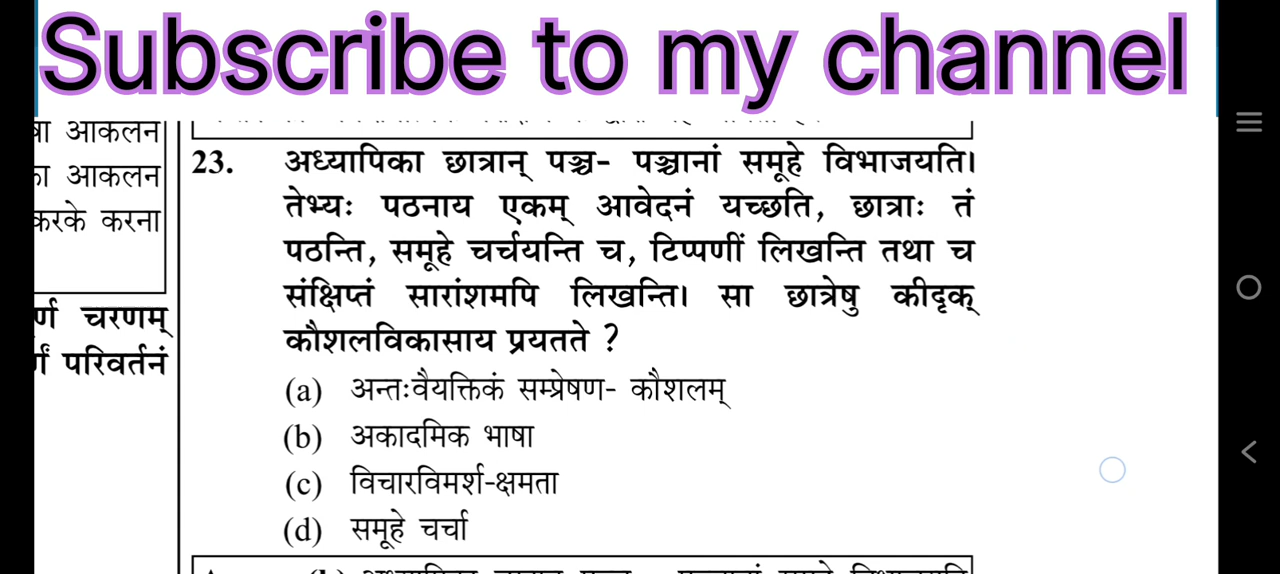 Subscribe to my channel
वा आकलन
का आकलन
करके करना
र्ण चरणम्
परिवर्तनं
23. अध्यापिका छात्रान् पञ्च- पञ्चानां समूहे विभाजयति।
तेभ्यः पठनाय एकम् आवेदनं यच्छति, छात्राः तं
पठन्ति, समूहे चर्चयन्ति च, टिप्पणीं लिखन्ति तथा च
संक्षिप्तं सारांशमपि लिखन्ति। सा छात्रेषु कीदृक्
कौशलविकासाय प्रयतते ?
(a) अन्तःवैयक्तिकं सम्प्रेषण- कौशलम्
(b) अकादमिक भाषा
(c) विचारविमर्श-क्षमता
(d) समूहे चर्चा